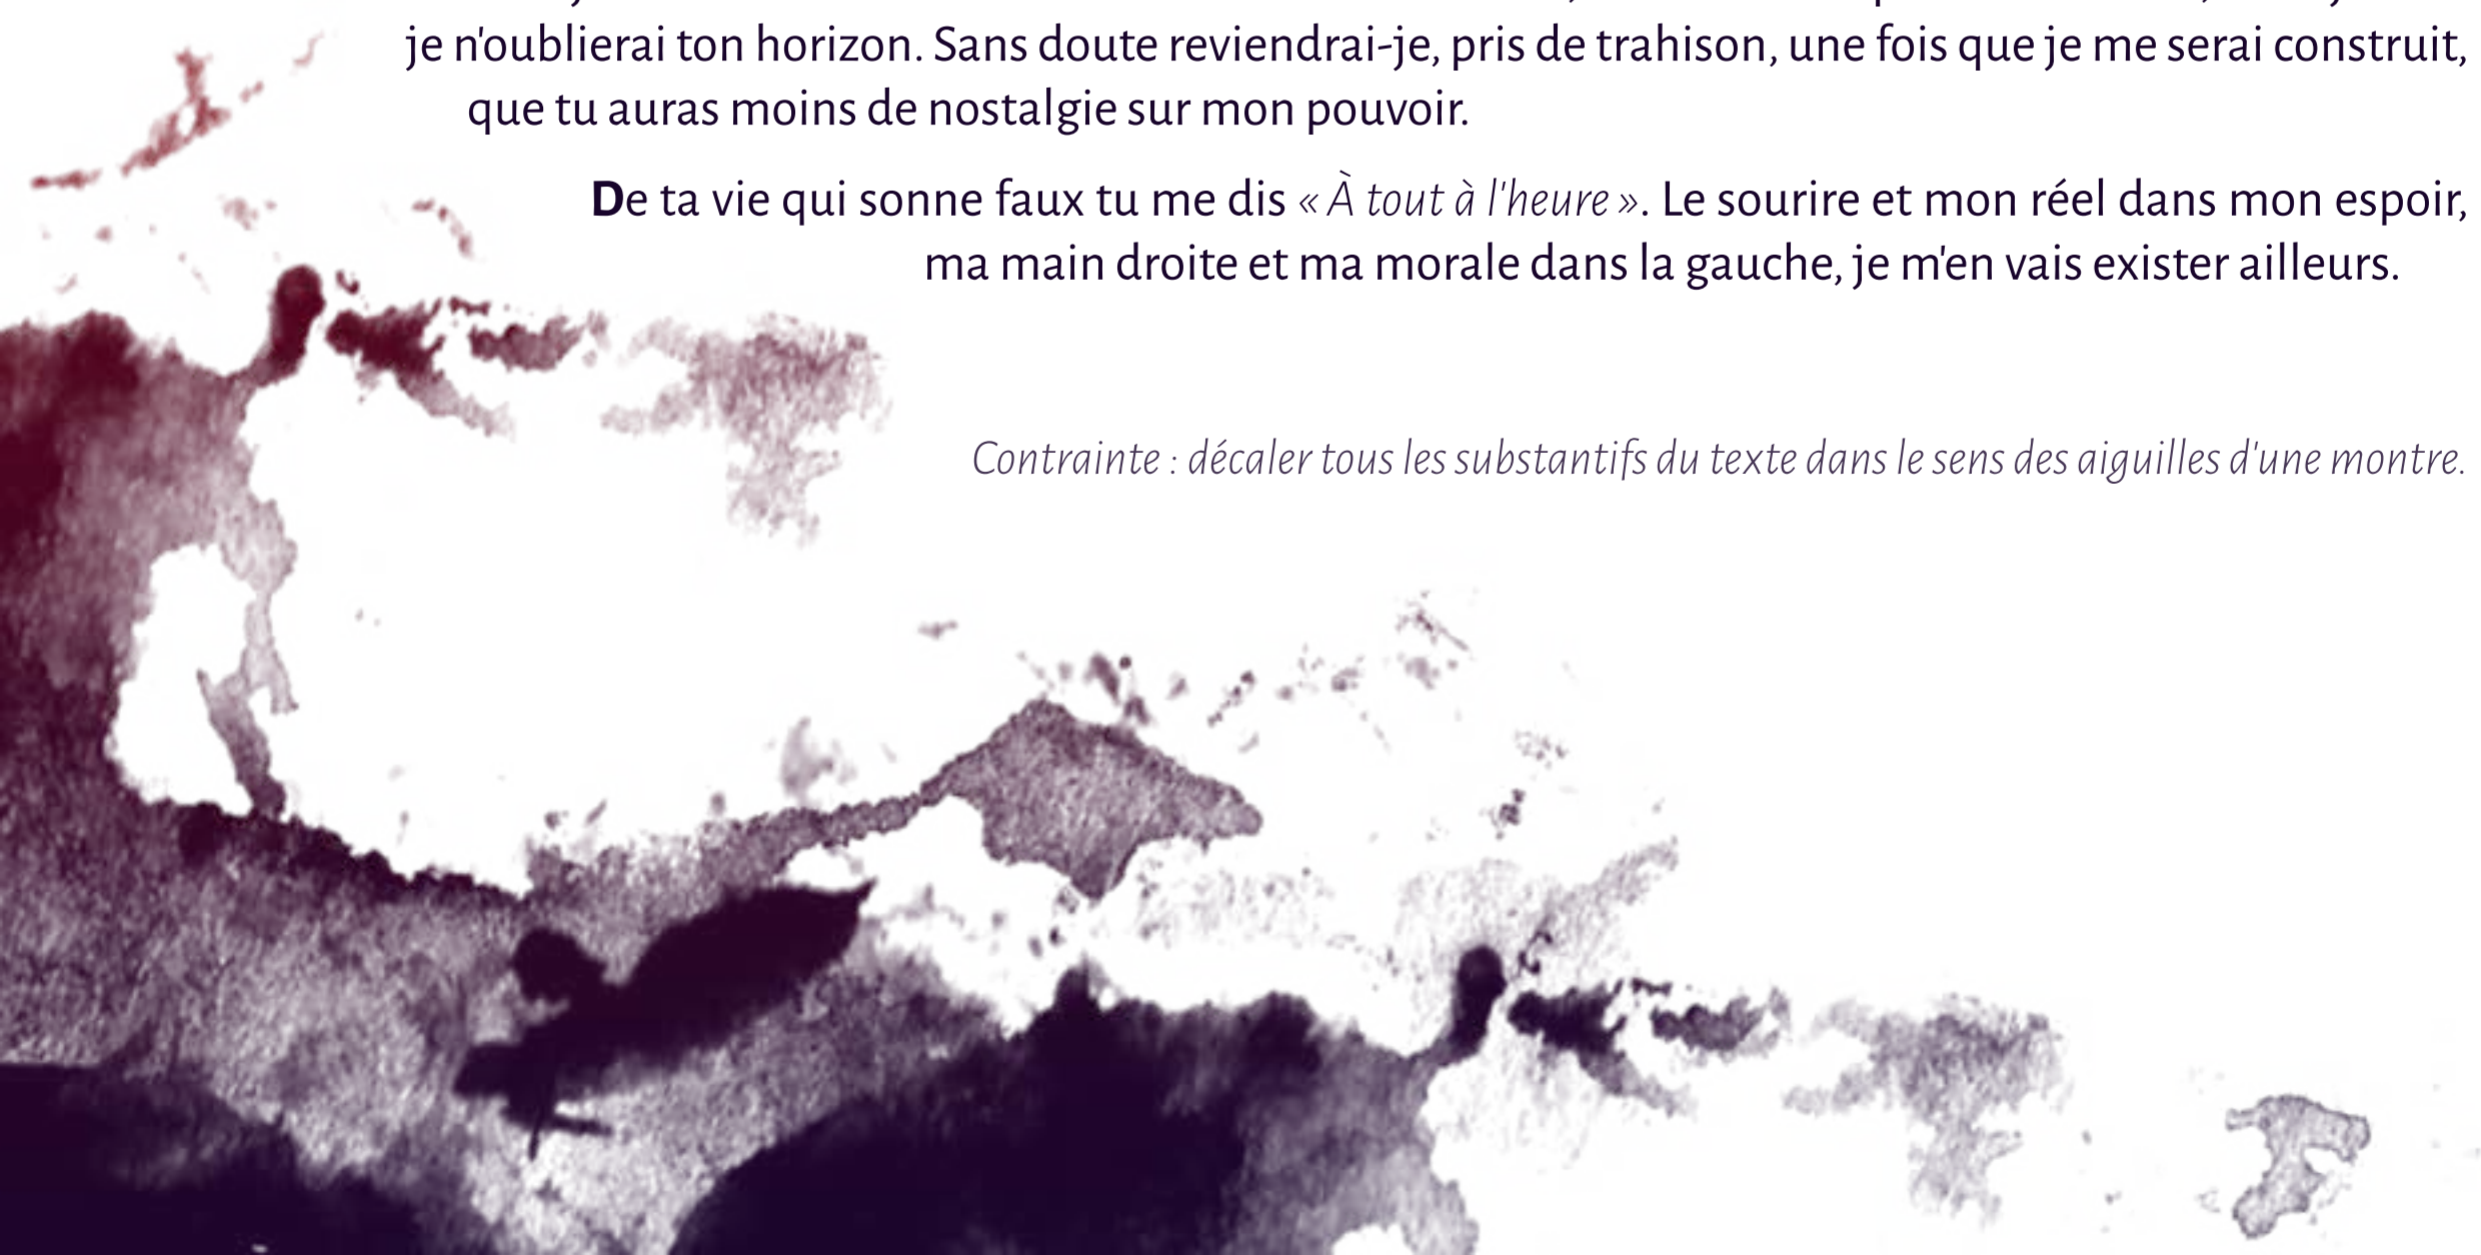 je n'oublierai ton horizon. Sans doute reviendrai-je, pris de trahison, une fois que je me serai construit,
que tu auras moins de nostalgie sur mon pouvoir.
De ta vie qui sonne faux tu me dis « À tout à l'heure ». Le sourire et mon réel dans mon espoir,
ma main droite et ma morale dans la gauche, je m'en vais exister ailleurs.
Contrainte : décaler tous les substantifs du texte dans le sens des aiguilles d'une montre.